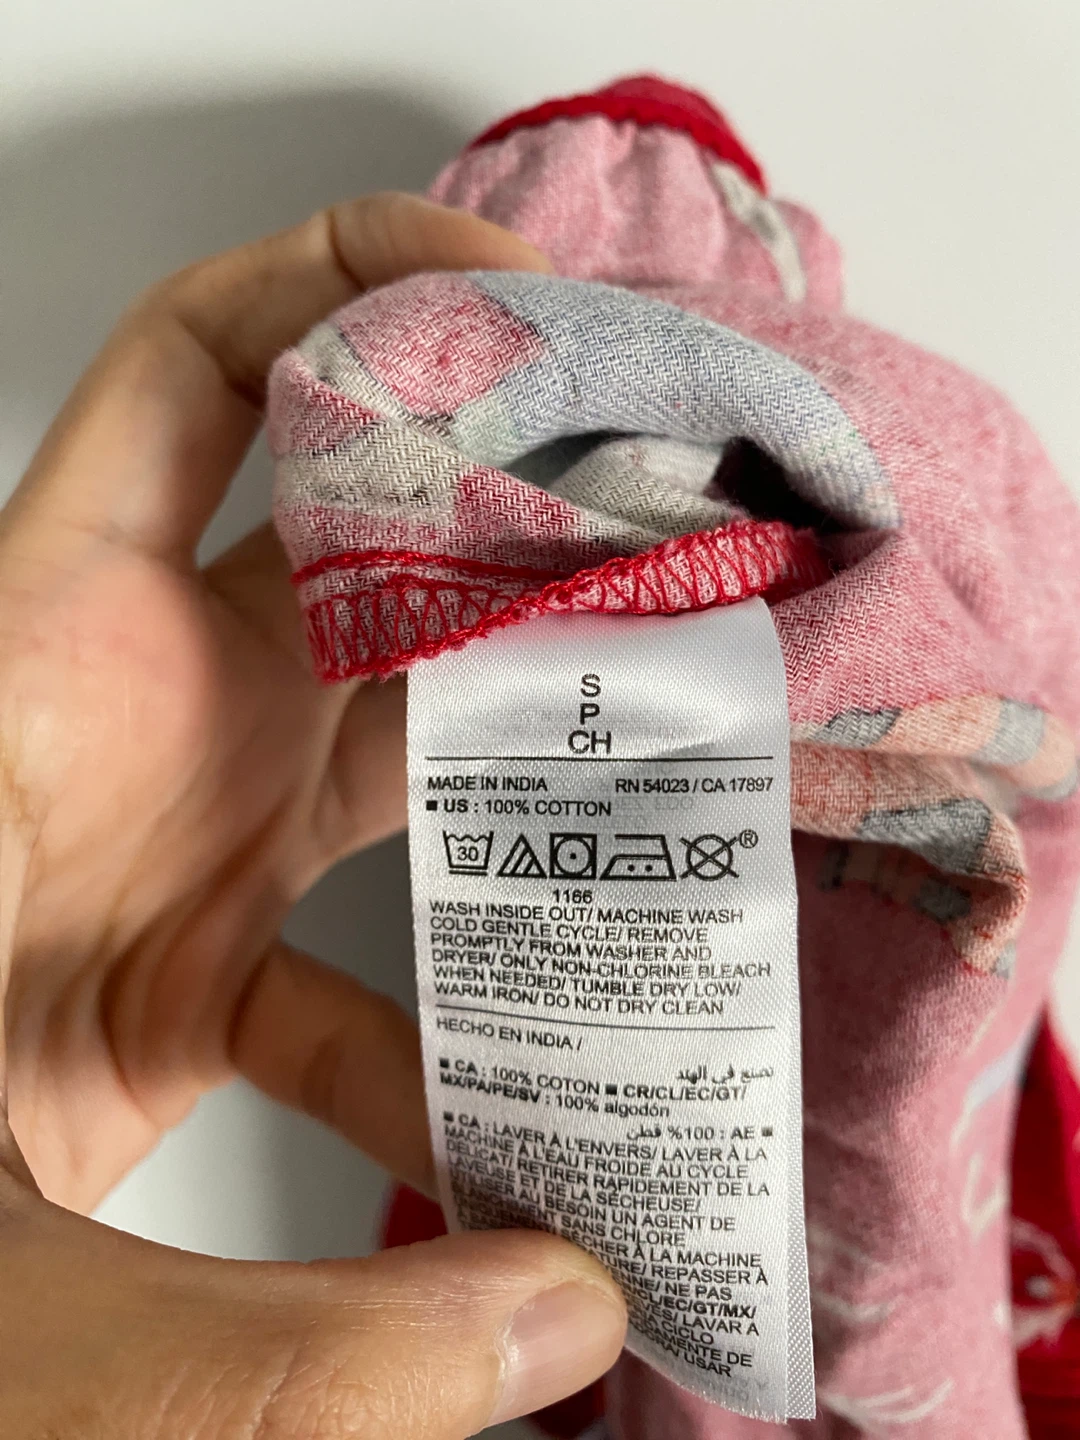 S
P
CH
MADE IN INDIA RN 54023 / CA 17897
■ US : 100% COTTON
30 ®
1166
WASH INSIDE OUT/ MACHINE WASH
COLD GENTLE CYCLE/ REMOVE
PROMPTLY FROM WASHER AND
DRYER/ ONLY NON-CHLORINE BLEACH
WHEN NEEDED/ TUMBLE DRY LOW/
WARM IRON/ DO NOT DRY CLEAN
HECHO EN INDIA /
صنع في الهند
■ CA : 100% COTON ■ CR/CL/EC/GT/
MX/PA/PE/SV : 100% algodón
■ AE : 100% قطن
■ CA : LAVER À L'ENVERS/ LAVER À LA
MACHINE À L'EAU FROIDE AU CYCLE
DÉLICAT/ RETIRER RAPIDEMENT DE LA
LAVEUSE ET DE LA SÉCHEUSE/
UTILISER AU BESOIN UN AGENT DE
SANS CHLORE
SÉCHER À LA MACHINE
REPASSER À
NE PAS
CL/EC/GT/MX/
LAVAR A
CICLO
DE
USAR